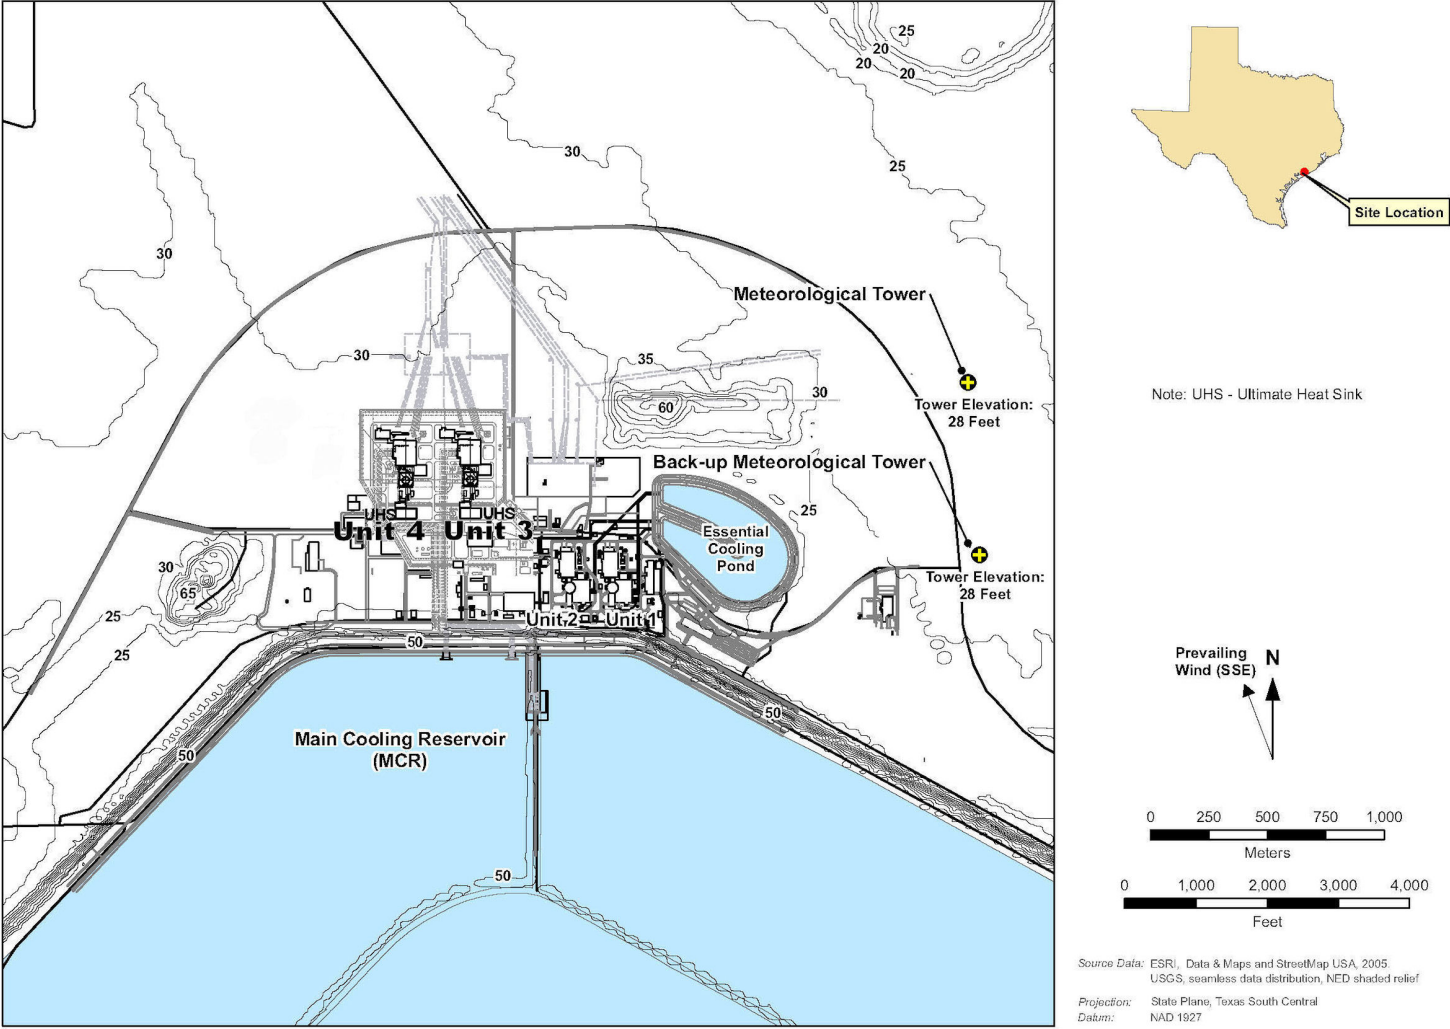 25
20
20
20
30
25
30
Meteorological Tower
30
35
30
60
Tower Elevation:
28 Feet
Back-up Meteorological Tower
25
UHS
UHS
Unit 4
Unit 3
Essential
Cooling
Pond
30
65
Tower Elevation:
28 Feet
25
Unit 2
Unit 1
50
25
50
Main Cooling Reservoir
(MCR)
50
50
Site Location
Note: UHS - Ultimate Heat Sink
Prevailing
Wind (SSE)
N
0 250 500 750 1,000
Meters
0 1,000 2,000 3,000 4,000
Feet
Source Data: ESRI, Data & Maps and StreetMap USA, 2005.
USGS, seamless data distribution, NED shaded relief
Projection: State Plane, Texas South Central
Datum: NAD 1927